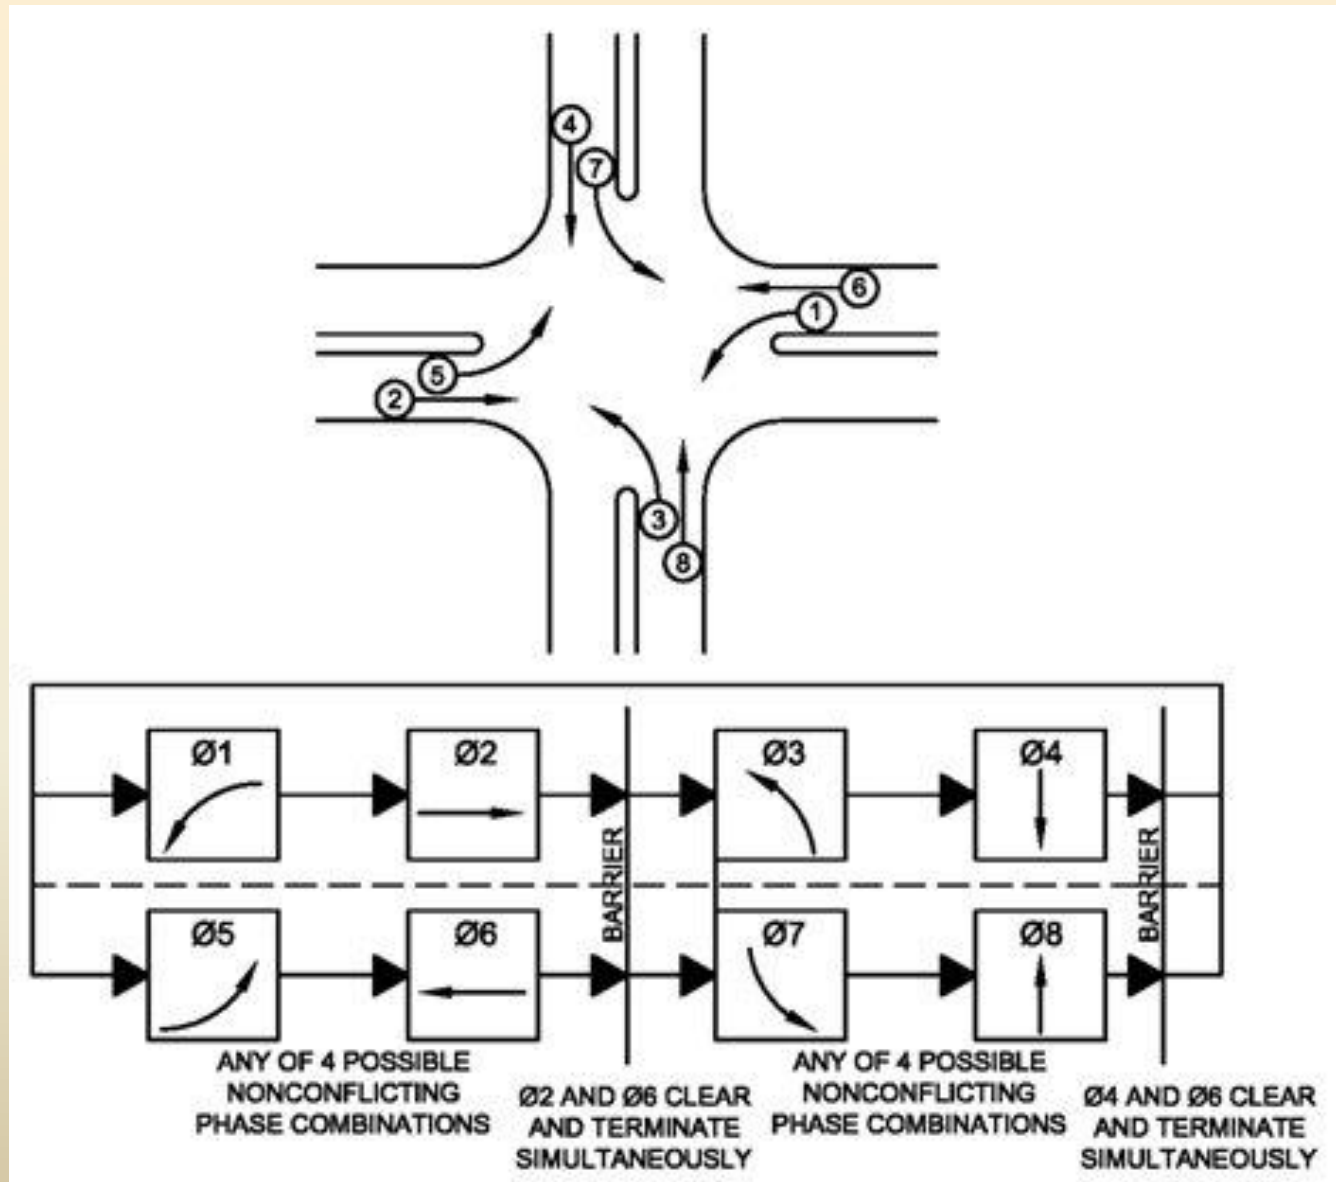 4
7
6
1
5
2
3
8
Ø1
Ø2
Ø3
Ø4
BARRIER
BARRIER
Ø5
Ø6
Ø7
Ø8
ANY OF 4 POSSIBLE
NONCONFLICTING
PHASE COMBINATIONS
Ø2 AND Ø6 CLEAR
AND TERMINATE
SIMULTANEOUSLY
ANY OF 4 POSSIBLE
NONCONFLICTING
PHASE COMBINATIONS
Ø4 AND Ø6 CLEAR
AND TERMINATE
SIMULTANEOUSLY